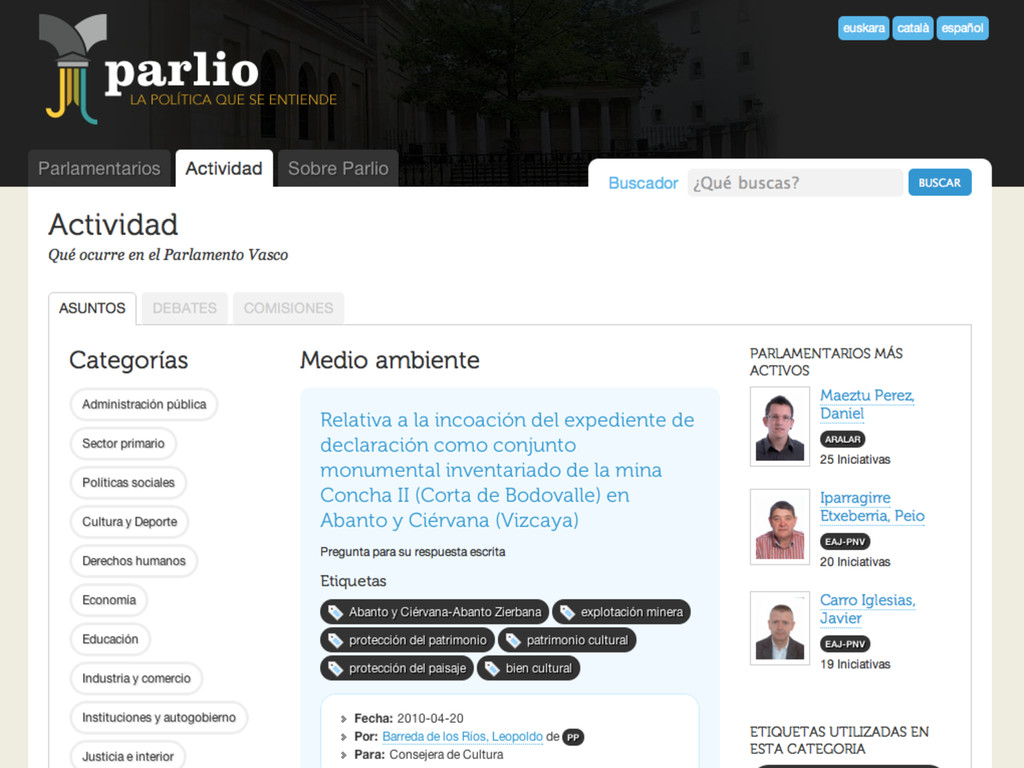 euskara català español
parlio
LA POLÍTICA QUE SE ENTIENDE
Parlamentarios Actividad Sobre Parlio
Buscador ¿Qué buscas? BUSCAR
Actividad
Qué ocurre en el Parlamento Vasco
ASUNTOS DEBATES COMISIONES
Categorías
Administración pública
Sector primario
Políticas sociales
Cultura y Deporte
Derechos humanos
Economía
Educación
Industria y comercio
Instituciones y autogobierno
Justicia e interior
Medio ambiente
Relativa a la incoación del expediente de
declaración como conjunto
monumental inventariado de la mina
Concha II (Corta de Bodovalle) en
Abanto y Ciérvana (Vizcaya)
Pregunta para su respuesta escrita
Etiquetas
Abanto y Ciérvana-Abanto Zierbana explotación minera
protección del patrimonio patrimonio cultural
protección del paisaje bien cultural
» Fecha: 2010-04-20
» Por: Barreda de los Ríos, Leopoldo de PP
» Para: Consejera de Cultura
PARLAMENTARIOS MÁS
ACTIVOS
Maeztu Perez,
Daniel
ARALAR
25 Iniciativas
Iparragirre
Etxeberria, Peio
EAJ-PNV
20 Iniciativas
Carro Iglesias,
Javier
EAJ-PNV
19 Iniciativas
ETIQUETAS UTILIZADAS EN
ESTA CATEGORIA